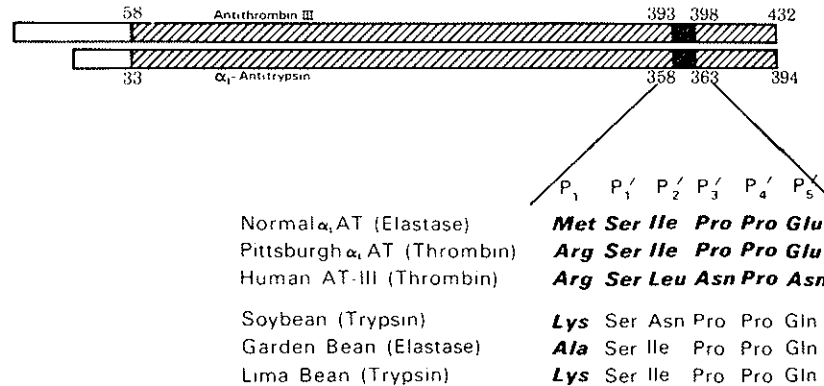 58 Antithrombin III 393 398 432
33 α₁-Antitrypsin 358 363 394
P₁ P₁′ P₂′ P₃′ P₄′ P₅′
Normal α₁AT (Elastase) Met Ser Ile Pro Pro Glu
Pittsburgh α₁AT (Thrombin) Arg Ser Ile Pro Pro Glu
Human AT-III (Thrombin) Arg Ser Leu Asn Pro Asn
Soybean (Trypsin) Lys Ser Asn Pro Pro Gln
Garden Bean (Elastase) Ala Ser Ile Pro Pro Gln
Lima Bean (Trypsin) Lys Ser Ile Pro Pro Gln